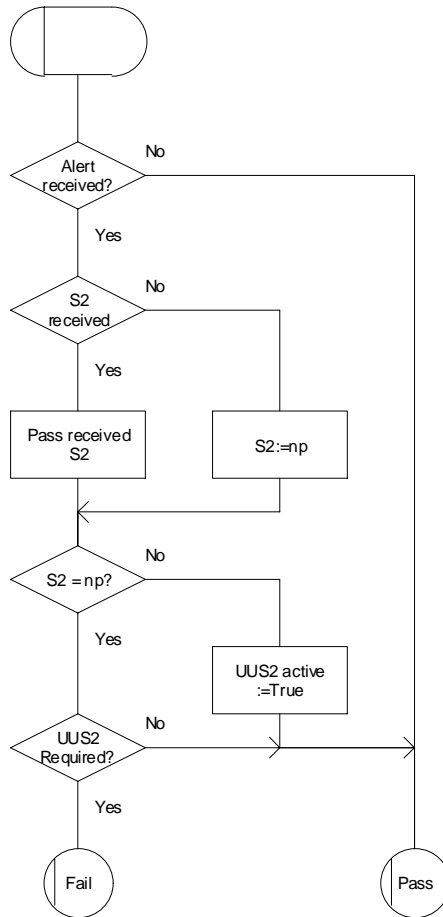 No
Alert
received?
Yes
No
S2
received
Yes
Pass received
S2
S2:=np
No
S2 = np?
Yes
UUS2 active
:=True
No
UUS2
Required?
Yes
Fail
Pass